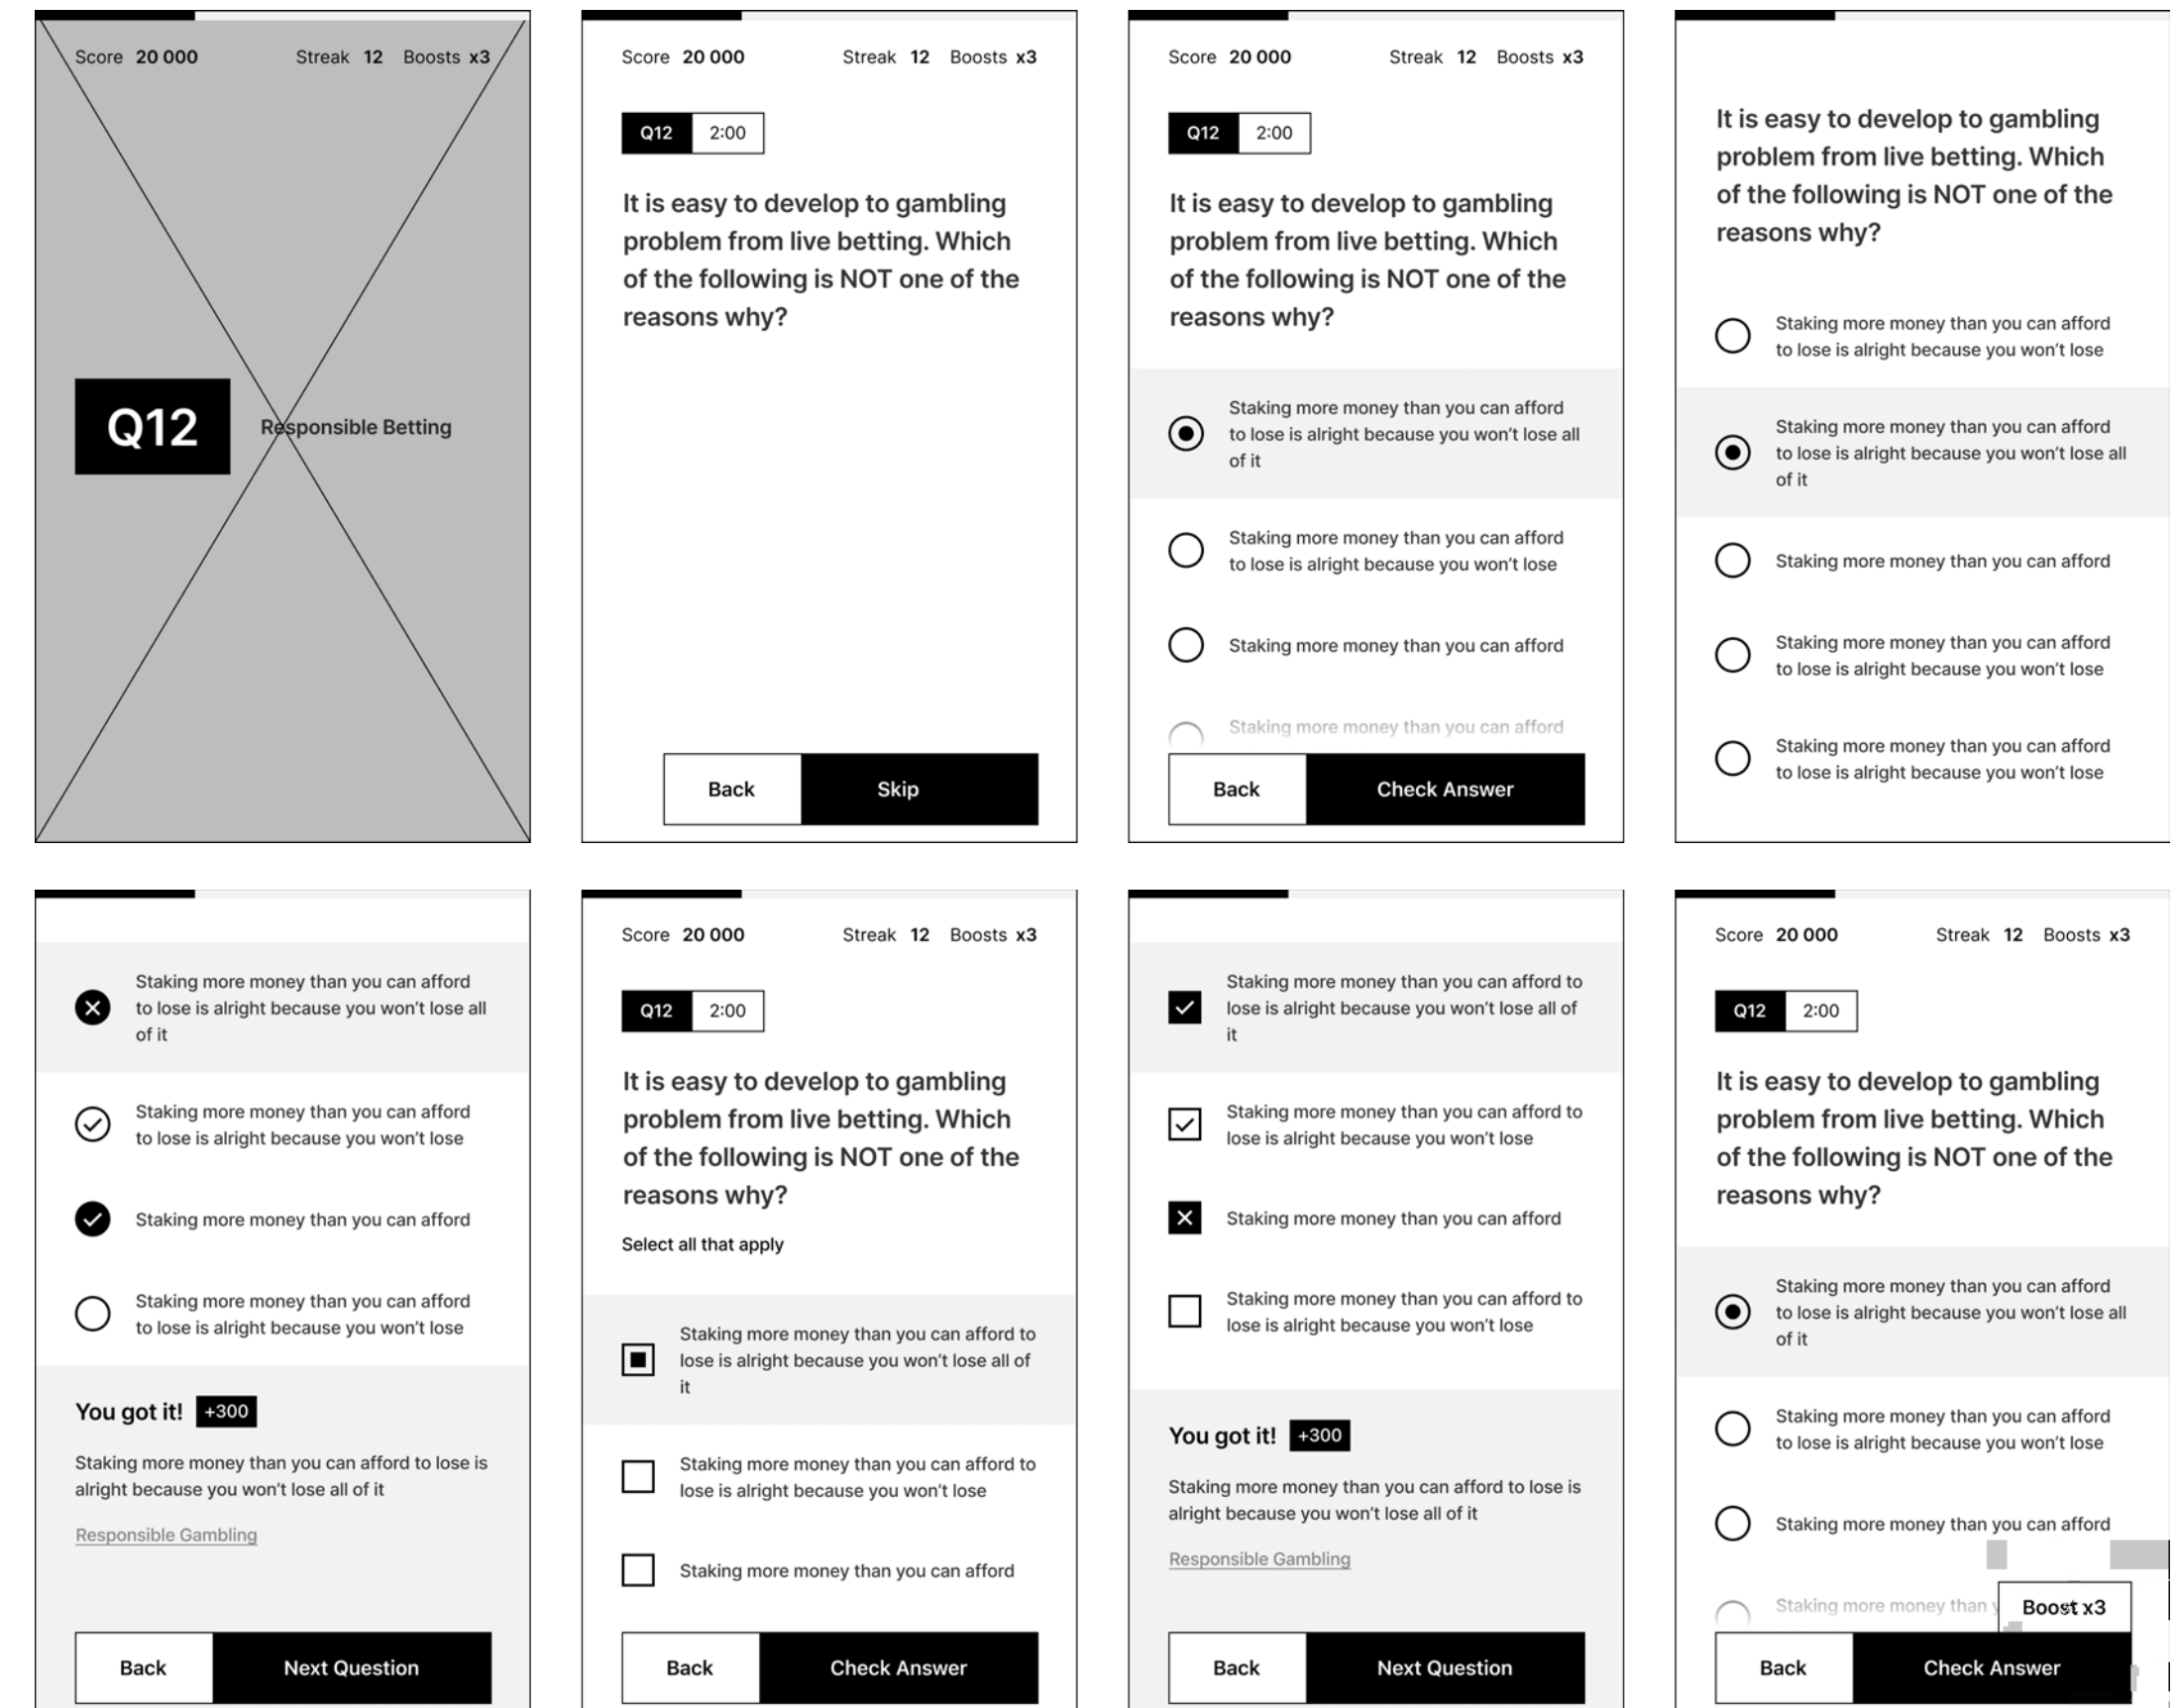 Score 20 000 Streak 12 Boosts x3
Q12 Responsible Betting
Score 20 000 Streak 12 Boosts x3
Q12 2:00
It is easy to develop to gambling
problem from live betting. Which
of the following is NOT one of the
reasons why?
Back Skip
Score 20 000 Streak 12 Boosts x3
Q12 2:00
It is easy to develop to gambling
problem from live betting. Which
of the following is NOT one of the
reasons why?
Staking more money than you can afford
to lose is alright because you won't lose all
of it
Staking more money than you can afford
to lose is alright because you won't lose
Staking more money than you can afford
Staking more money than you can afford
Back Check Answer
It is easy to develop to gambling
problem from live betting. Which
of the following is NOT one of the
reasons why?
Staking more money than you can afford
to lose is alright because you won't lose
Staking more money than you can afford
to lose is alright because you won't lose all
of it
Staking more money than you can afford
Staking more money than you can afford
to lose is alright because you won't lose
Staking more money than you can afford
to lose is alright because you won't lose
Staking more money than you can afford
to lose is alright because you won't lose all
of it
Staking more money than you can afford
to lose is alright because you won't lose
Staking more money than you can afford
Staking more money than you can afford
to lose is alright because you won't lose
You got it! +300
Staking more money than you can afford to lose is
alright because you won't lose all of it
Responsible Gambling
Back Next Question
Score 20 000 Streak 12 Boosts x3
Q12 2:00
It is easy to develop to gambling
problem from live betting. Which
of the following is NOT one of the
reasons why?
Select all that apply
Staking more money than you can afford to
lose is alright because you won't lose all of
it
Staking more money than you can afford to
lose is alright because you won't lose
Staking more money than you can afford
Back Check Answer
Staking more money than you can afford to
lose is alright because you won't lose all of
it
Staking more money than you can afford to
lose is alright because you won't lose
Staking more money than you can afford
Staking more money than you can afford to
lose is alright because you won't lose
You got it! +300
Staking more money than you can afford to lose is
alright because you won't lose all of it
Responsible Gambling
Back Next Question
Score 20 000 Streak 12 Boosts x3
Q12 2:00
It is easy to develop to gambling
problem from live betting. Which
of the following is NOT one of the
reasons why?
Staking more money than you can afford
to lose is alright because you won't lose all
of it
Staking more money than you can afford
to lose is alright because you won't lose
Staking more money than you can afford
Staking more money than
Boost x3
Back Check Answer